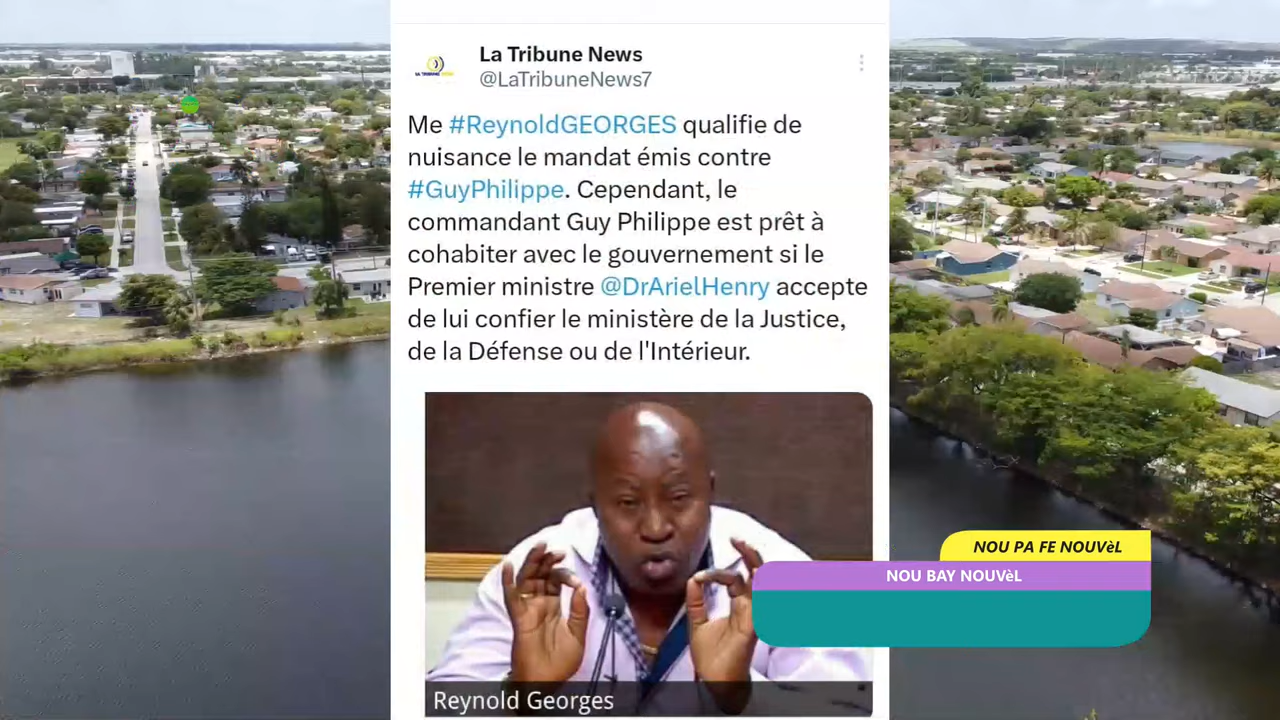 La Tribune News
@LaTribuneNews7
Me #ReynoldGEORGES qualifie de
nuisance le mandat émis contre
#GuyPhilippe. Cependant, le
commandant Guy Philippe est prêt à
cohabiter avec le gouvernement si le
Premier ministre @DrArielHenry accepte
de lui confier le ministère de la Justice,
de la Défense ou de l'Intérieur.
NOU PA FE NOUVèL
NOU BAY NOUVèL
Reynold Georges